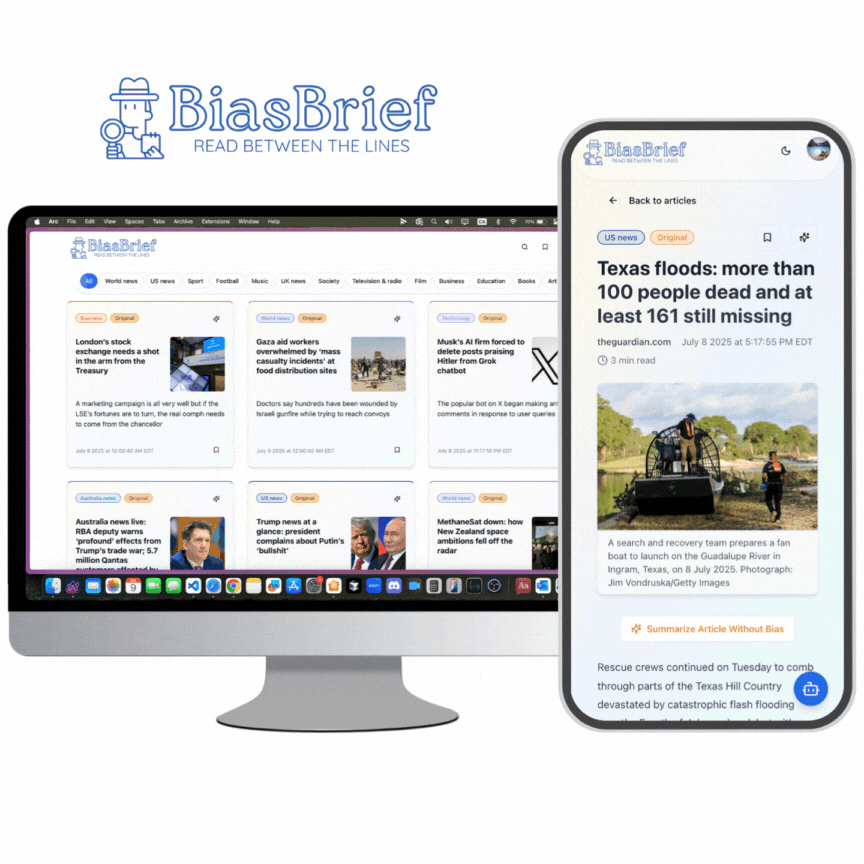 BiasBrief
READ BETWEEN THE LINES
Arc File Edit View Spaces Tabs Archive Extensions Window Help
BiasBrief
READ BETWEEN THE LINES
All World news US news Sport Football Music UK news Society Television & radio Film Business Education Books
Business Original
London's stock
exchange needs a shot
in the arm from the
Treasury
A marketing campaign is all very well but if the
LSE's fortunes are to turn, the real oomph needs
to come from the chancellor
July 9 2025 at 12:00:40 AM EDT
World news Original
Gaza aid workers
overwhelmed by 'mass
casualty incidents' at
food distribution sites
Doctors say hundreds have been wounded by
Israeli gunfire while trying to reach convoys
July 9 2025 at 12:00:40 AM EDT
Technology Original
Musk's AI firm forced to
delete posts praising
Hitler from Grok
chatbot
The popular bot on X began making
comments in response to user queries
July 8 2025 at 11:17:16 PM EDT
Australia news Original
Australia news live:
RBA deputy warns
'profound' effects from
Trump's trade war; 5.7
million Qantas
customers affected by
US news Original
Trump news at a
glance: president
complains about Putin's
'bullshit'
World news Original
MethaneSat down: how
New Zealand space
ambitions fell off the
radar
BiasBrief
READ BETWEEN THE LINES
Back to articles
US news Original
Texas floods: more than
100 people dead and at
least 161 still missing
theguardian.com July 8 2025 at 5:17:55 PM EDT
3 min read
A search and recovery team prepares a fan
boat to launch on the Guadalupe River in
Ingram, Texas, on 8 July 2025. Photograph:
Jim Vondruska/Getty Images
Summarize Article Without Bias
Rescue crews continued on Tuesday to comb
through parts of the Texas Hill Country
devastated by catastrophic flash flooding